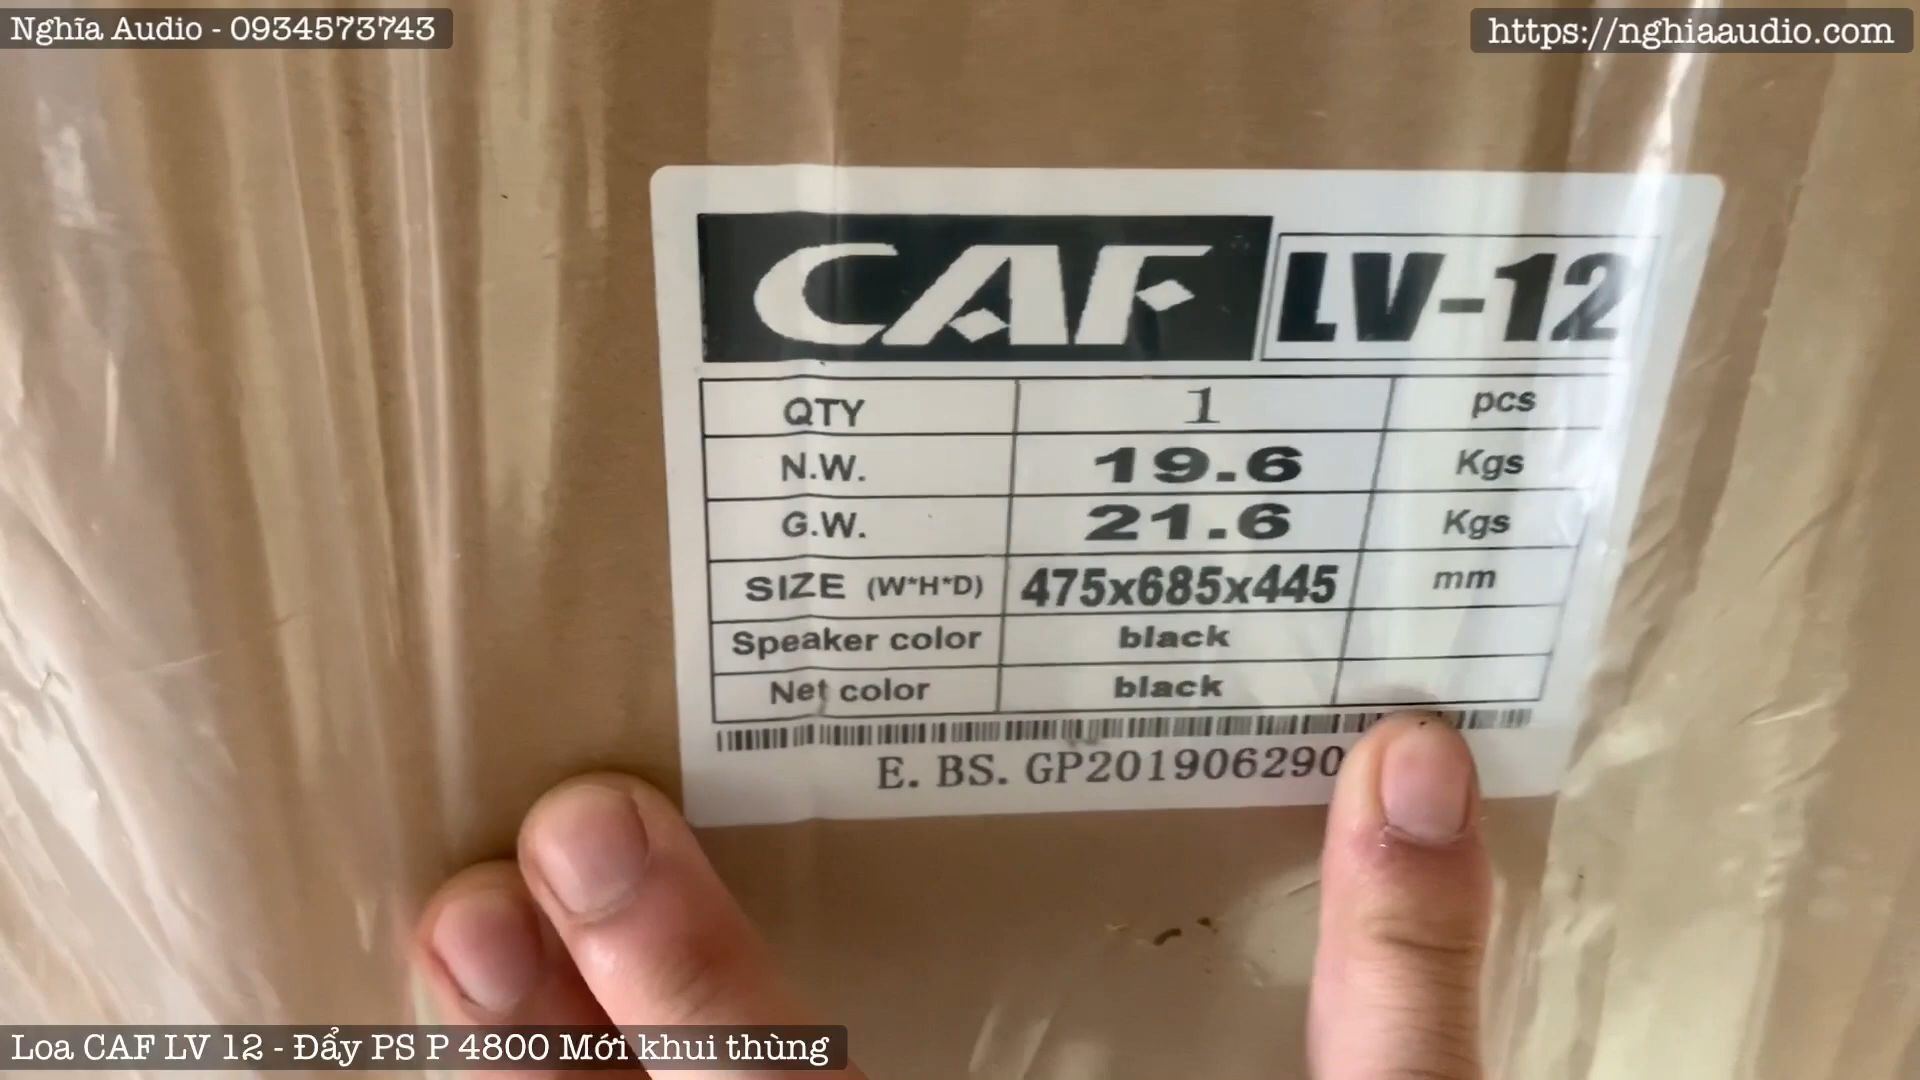 Nghĩa Audio - 0934573743
https://nghiaaudio.com
CAF LV-12
QTY 1 pcs
N.W. 19.6 Kgs
G.W. 21.6 Kgs
SIZE (W*H*D) 475x685x445 mm
Speaker color black
Net color black
E. BS. GP201906290
Loa CAF LV 12 - Đẩy PS P 4800 Mới khui thùng